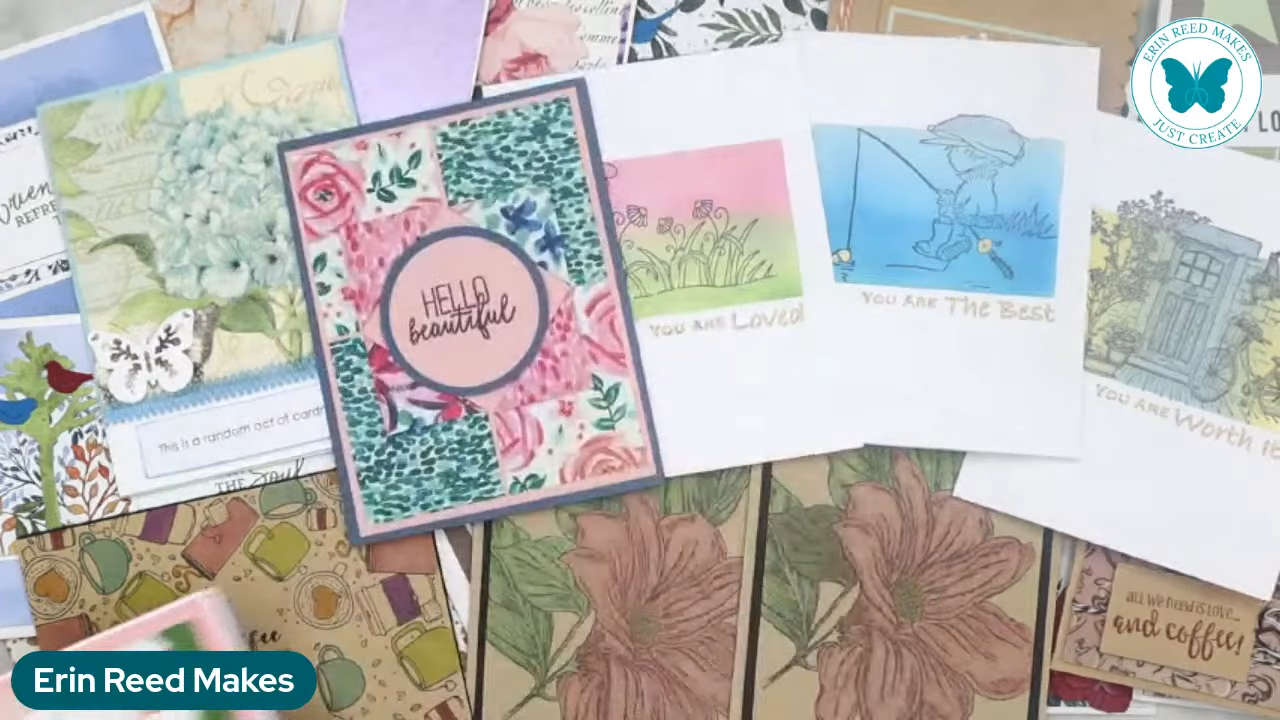 ERIN REED MAKES
JUST CREATE
HELLO
beautiful
YOU ARE Loved
YOU ARE The Best
YOU ARE Worth it
This is a random act of
THE
all we need is love...
and coffee!
Erin Reed Makes